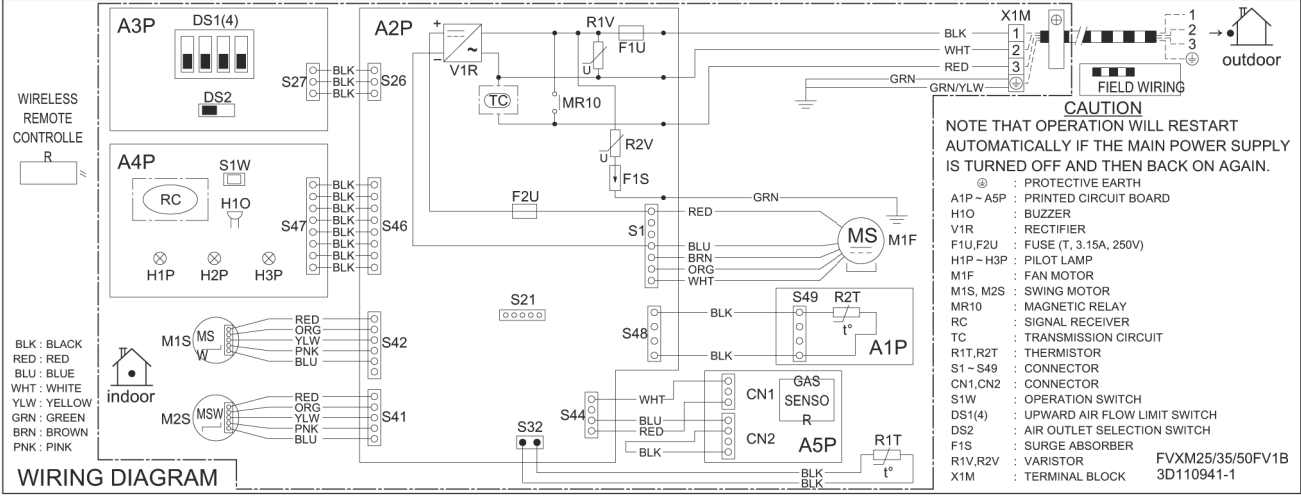 WIRELESS
REMOTE
CONTROLLE
R
A3P
DS1(4)
DS2
S27
BLK
BLK
BLK
S26
A2P
+
−
V1R
TC
MR10
R1V
U
F1U
R2V
U
F1S
F2U
BLK
WHT
RED
GRN
GRN/YLW
X1M
1
2
3
1
2
3
outdoor
FIELD WIRING
A4P
S1W
RC
H1O
H1P
H2P
H3P
S47
BLK
BLK
BLK
BLK
BLK
BLK
BLK
BLK
S46
GRN
S1
RED
BLU
BRN
ORG
WHT
MS
M1F
S21
M1S
MS
W
RED
ORG
YLW
PNK
BLU
S42
M2S
MSW
RED
ORG
YLW
PNK
BLU
S41
indoor
S48
BLK
BLK
S49
R2T
t°
A1P
S44
WHT
BLU
RED
BLK
CN1
CN2
GAS
SENSO
R
A5P
S32
BLK
BLK
R1T
t°
BLK : BLACK
RED : RED
BLU : BLUE
WHT : WHITE
YLW : YELLOW
GRN : GREEN
BRN : BROWN
PNK : PINK
WIRING DIAGRAM
CAUTION
NOTE THAT OPERATION WILL RESTART
AUTOMATICALLY IF THE MAIN POWER SUPPLY
IS TURNED OFF AND THEN BACK ON AGAIN.
: PROTECTIVE EARTH
A1P ~ A5P : PRINTED CIRCUIT BOARD
H1O : BUZZER
V1R : RECTIFIER
F1U,F2U : FUSE (T, 3.15A, 250V)
H1P ~ H3P : PILOT LAMP
M1F : FAN MOTOR
M1S, M2S : SWING MOTOR
MR10 : MAGNETIC RELAY
RC : SIGNAL RECEIVER
TC : TRANSMISSION CIRCUIT
R1T,R2T : THERMISTOR
S1 ~ S49 : CONNECTOR
CN1,CN2 : CONNECTOR
S1W : OPERATION SWITCH
DS1(4) : UPWARD AIR FLOW LIMIT SWITCH
DS2 : AIR OUTLET SELECTION SWITCH
F1S : SURGE ABSORBER
R1V,R2V : VARISTOR
X1M : TERMINAL BLOCK
FVXM25/35/50FV1B
3D110941-1